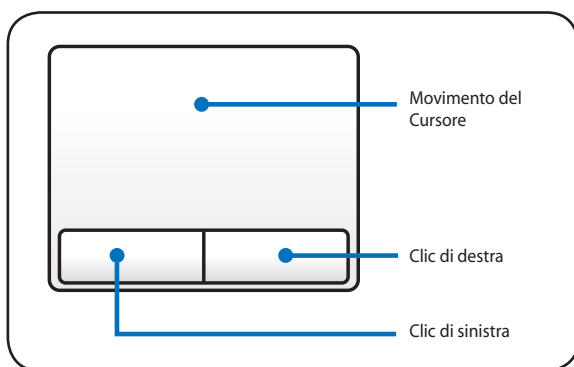 Movimento del
Cursore
Clic di destra
Clic di sinistra